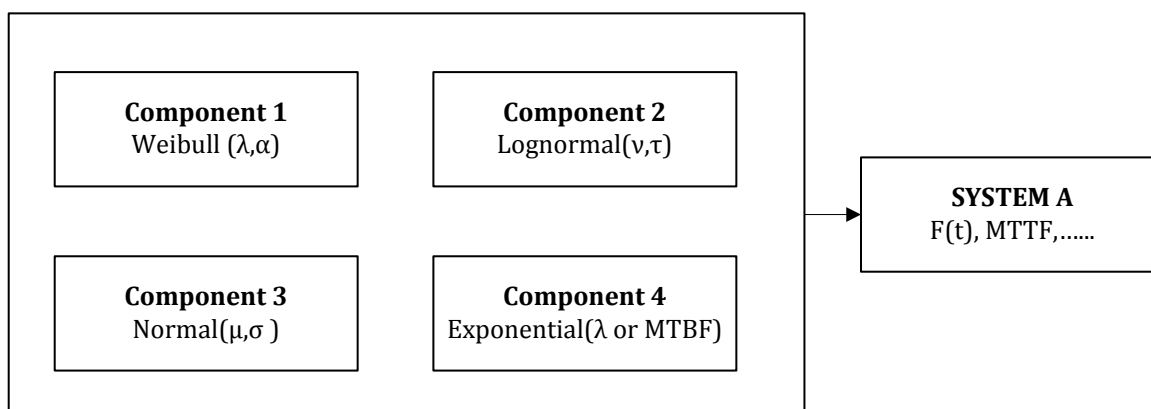 Component 1
Weibull (λ,α)
Component 2
Lognormal(ν,τ)
SYSTEM A
F(t), MTTF,......
Component 3
Normal(μ,σ )
Component 4
Exponential(λ or MTBF)